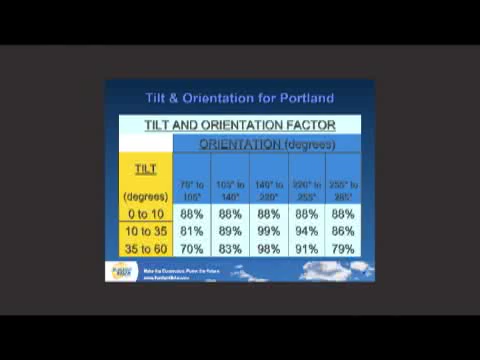 Tilt & Orientation for Portland
TILT AND ORIENTATION FACTOR
ORIENTATION (degrees)
TILT
(degrees)
70° to 105°
105° to 140°
140° to 220°
220° to 255°
255° to
0 to 10 88% 88% 88% 88% 88%
10 to 35 81% 89% 99% 94% 86%
35 to 60 70% 83% 98% 91% 79%